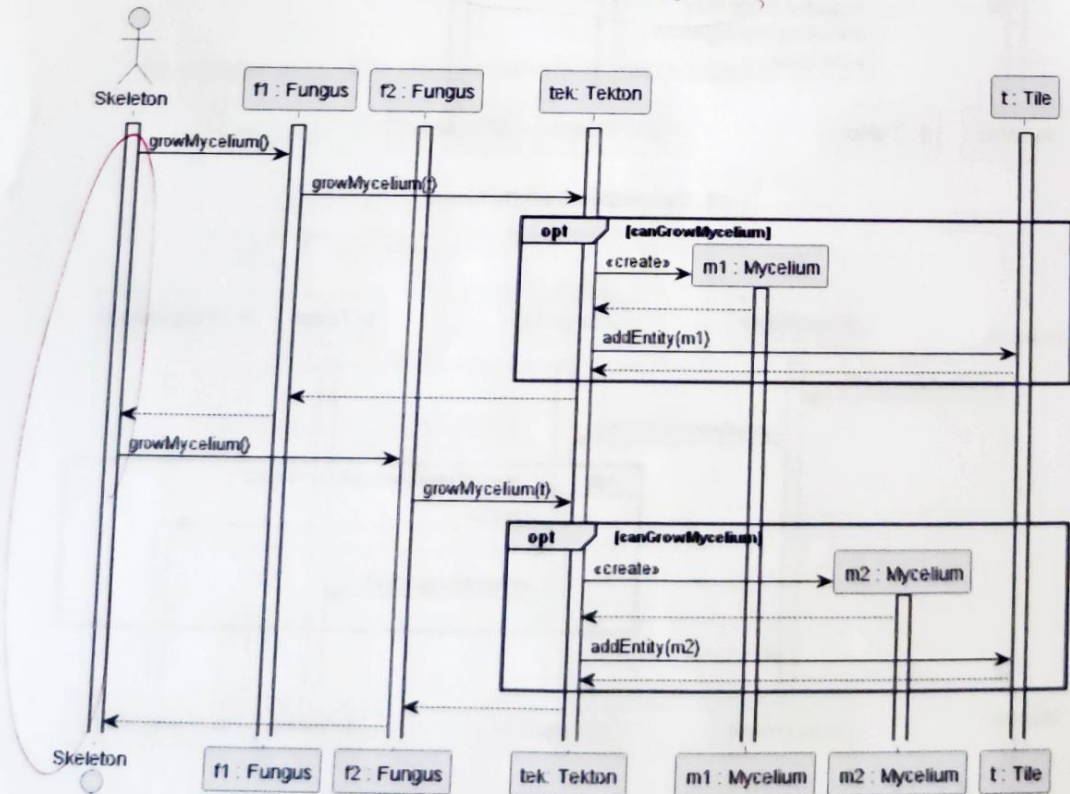 Skeleton
f1 : Fungus
f2 : Fungus
tek: Tekton
t : Tile
growMycelium()
growMycelium(t)
opt [canGrowMycelium]
«create»
m1 : Mycelium
addEntity(m1)
growMycelium()
growMycelium(t)
opt [canGrowMycelium]
«create»
m2 : Mycelium
addEntity(m2)
Skeleton
f1 : Fungus
f2 : Fungus
tek: Tekton
m1 : Mycelium
m2 : Mycelium
t : Tile